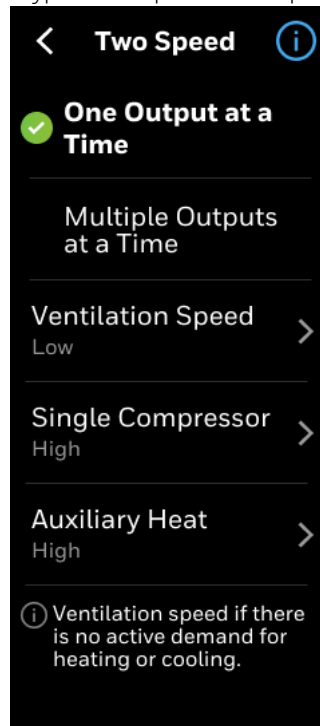 Two Speed
One Output at a
Time
Multiple Outputs
at a Time
Ventilation Speed
Low
Single Compressor
High
Auxiliary Heat
High
Ventilation speed if there
is no active demand for
heating or cooling.